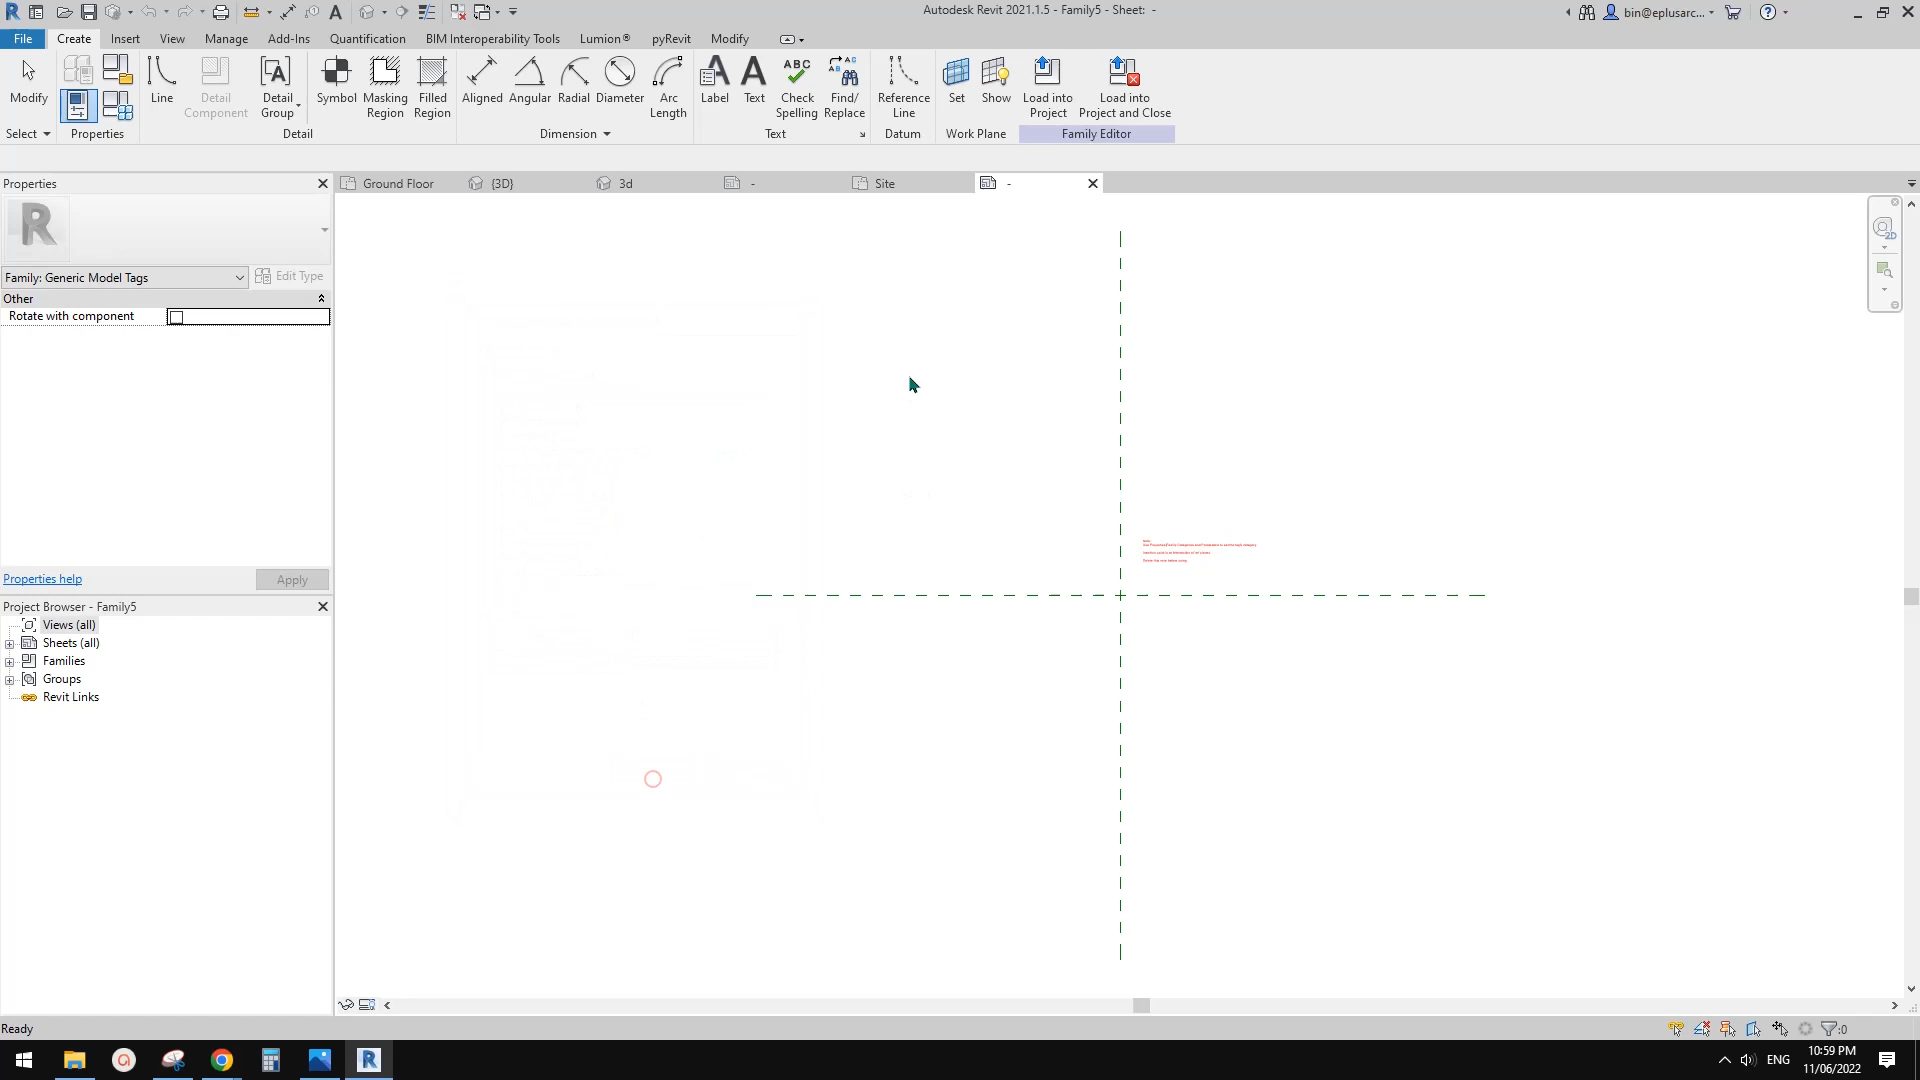 Autodesk Revit 2021.1.5 - Family5 - Sheet: -
bin@eplusarc...
File Create Insert View Manage Add-Ins Quantification BIM Interoperability Tools Lumion® pyRevit Modify
Modify
Line
Detail Component
Detail Group
Symbol
Masking Region
Filled Region
Aligned
Angular
Radial
Diameter
Arc Length
Label
Text
ABC
Check Spelling
Find/ Replace
Reference Line
Set
Show
Load into Project
Load into Project and Close
Select Properties Detail Dimension Text Datum Work Plane Family Editor
Properties
Ground Floor {3D} 3d - Site -
R
2D
Family: Generic Model Tags
Edit Type
Other
Rotate with component
Properties help
Apply
Project Browser - Family5
Views (all)
Sheets (all)
Families
Groups
Revit Links
Ready
:0
ENG
10:59 PM
11/06/2022